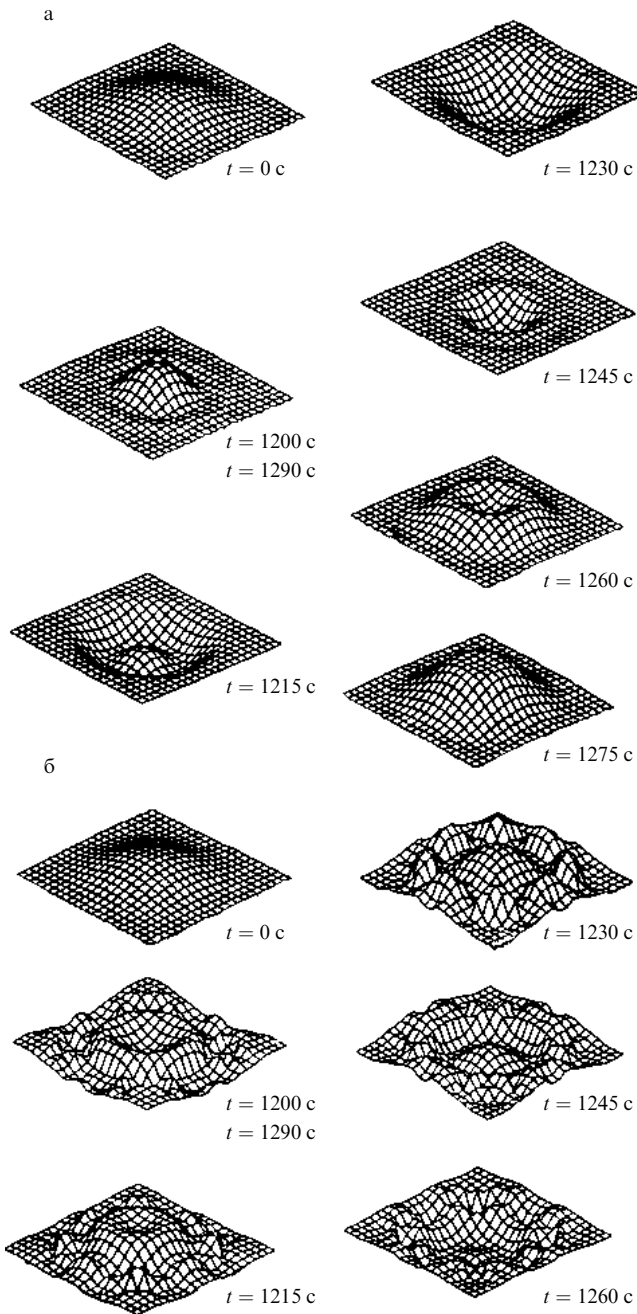 а
t = 0 с
t = 1230 с
t = 1245 с
t = 1200 с
t = 1290 с
t = 1260 с
t = 1215 с
t = 1275 с
б
t = 0 с
t = 1230 с
t = 1200 с
t = 1290 с
t = 1245 с
t = 1215 с
t = 1260 с